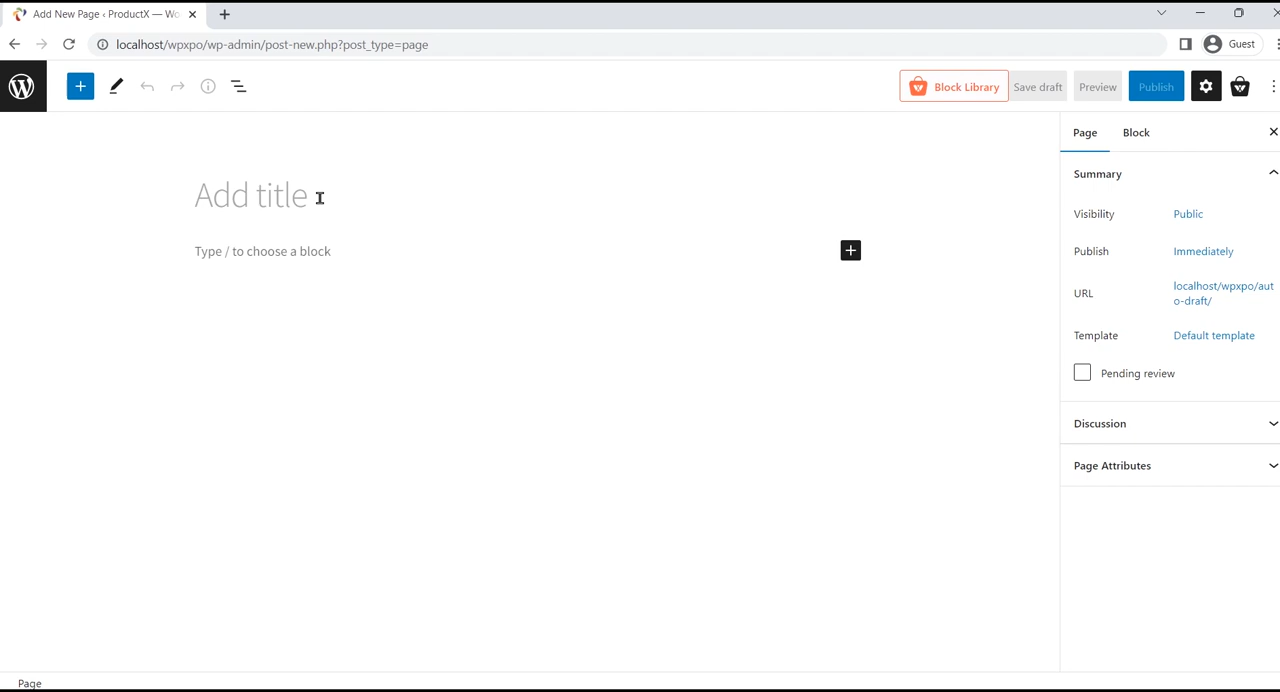 Add New Page ‹ ProductX — Wo
localhost/wpxpo/wp-admin/post-new.php?post_type=page
Guest
Block Library
Save draft
Preview
Publish
Page
Block
Add title
Type / to choose a block
Summary
Visibility
Public
Publish
Immediately
URL
localhost/wpxpo/aut
o-draft/
Template
Default template
Pending review
Discussion
Page Attributes
Page